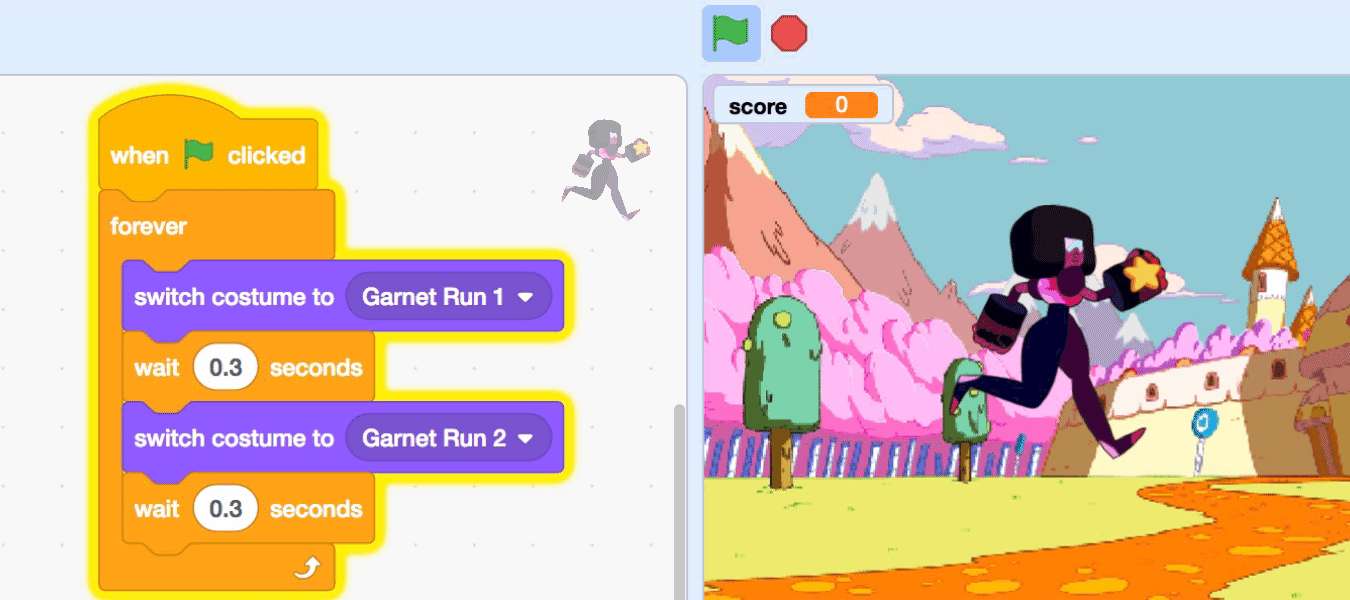 when clicked
forever
switch costume to Garnet Run 1
wait 0.3 seconds
switch costume to Garnet Run 2
wait 0.3 seconds
score 0